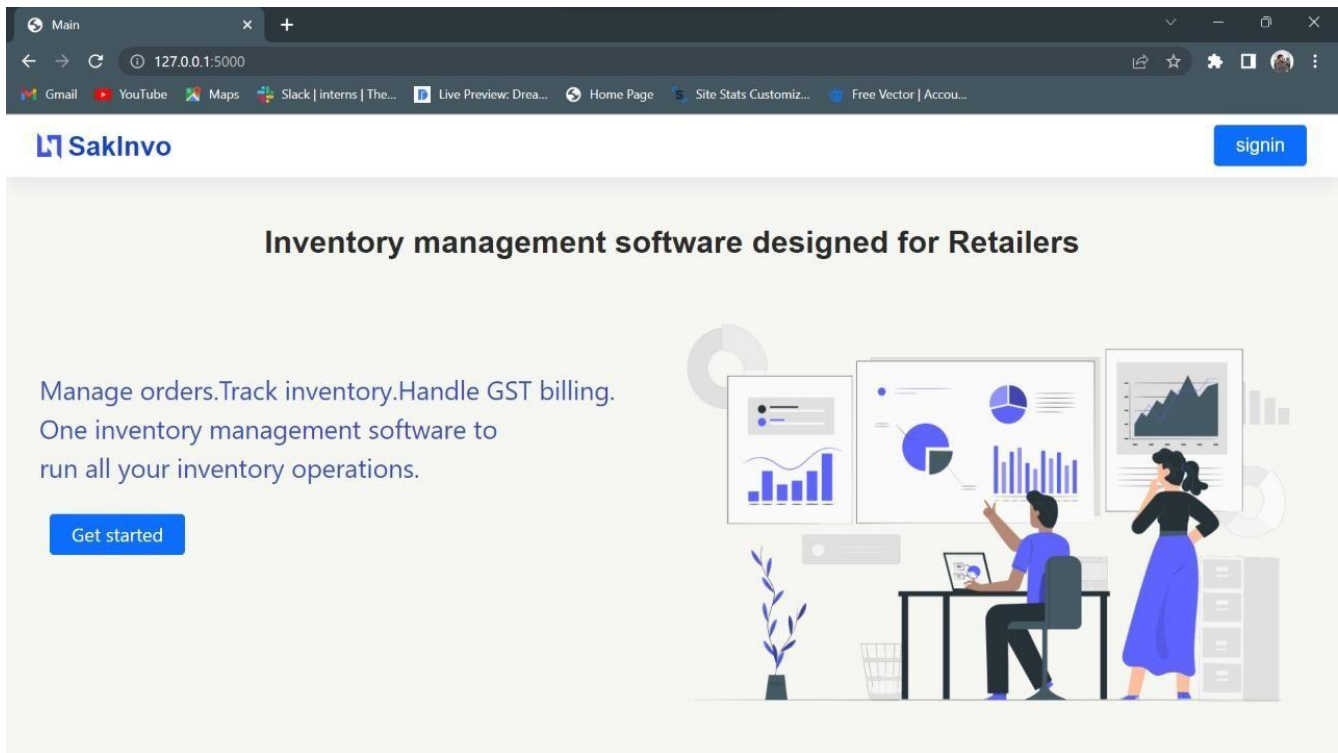 Main
127.0.0.1:5000
Gmail YouTube Maps Slack | interns | The... Live Preview: Drea... Home Page Site Stats Customiz... Free Vector | Accou...
SakInvo signin
Inventory management software designed for Retailers
Manage orders.Track inventory.Handle GST billing.
One inventory management software to
run all your inventory operations.
Get started